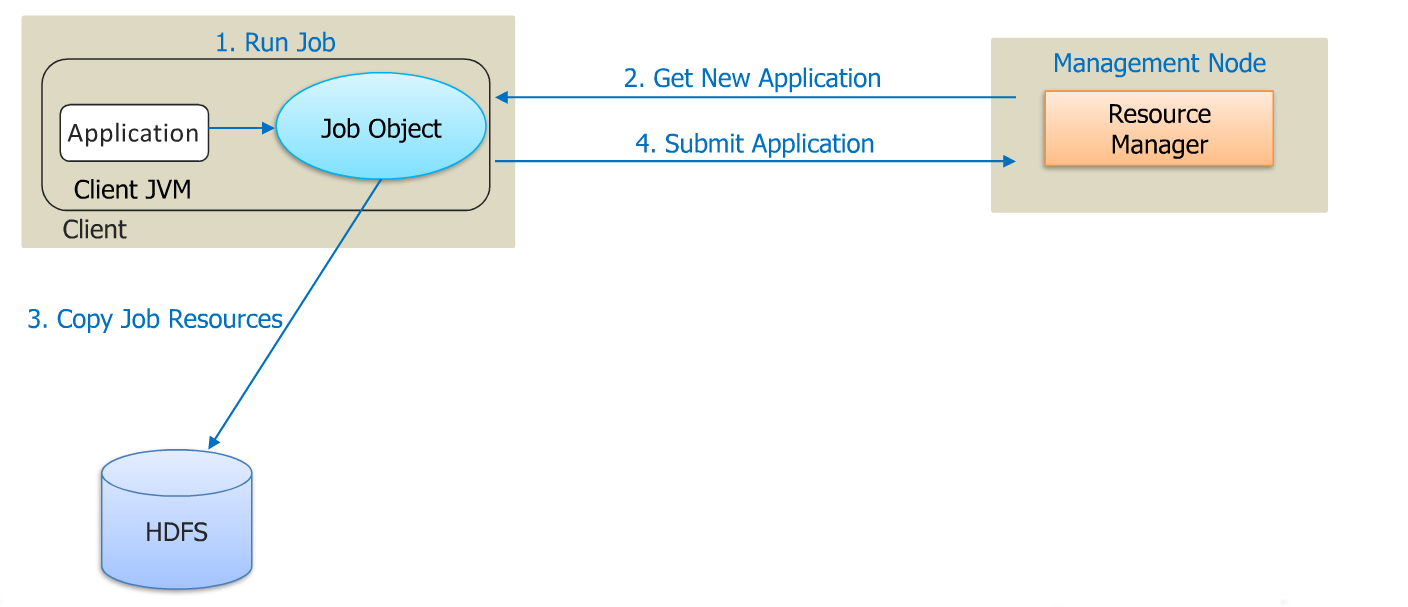 1. Run Job
Application
Job Object
Client JVM
Client
2. Get New Application
4. Submit Application
Management Node
Resource
Manager
3. Copy Job Resources
HDFS